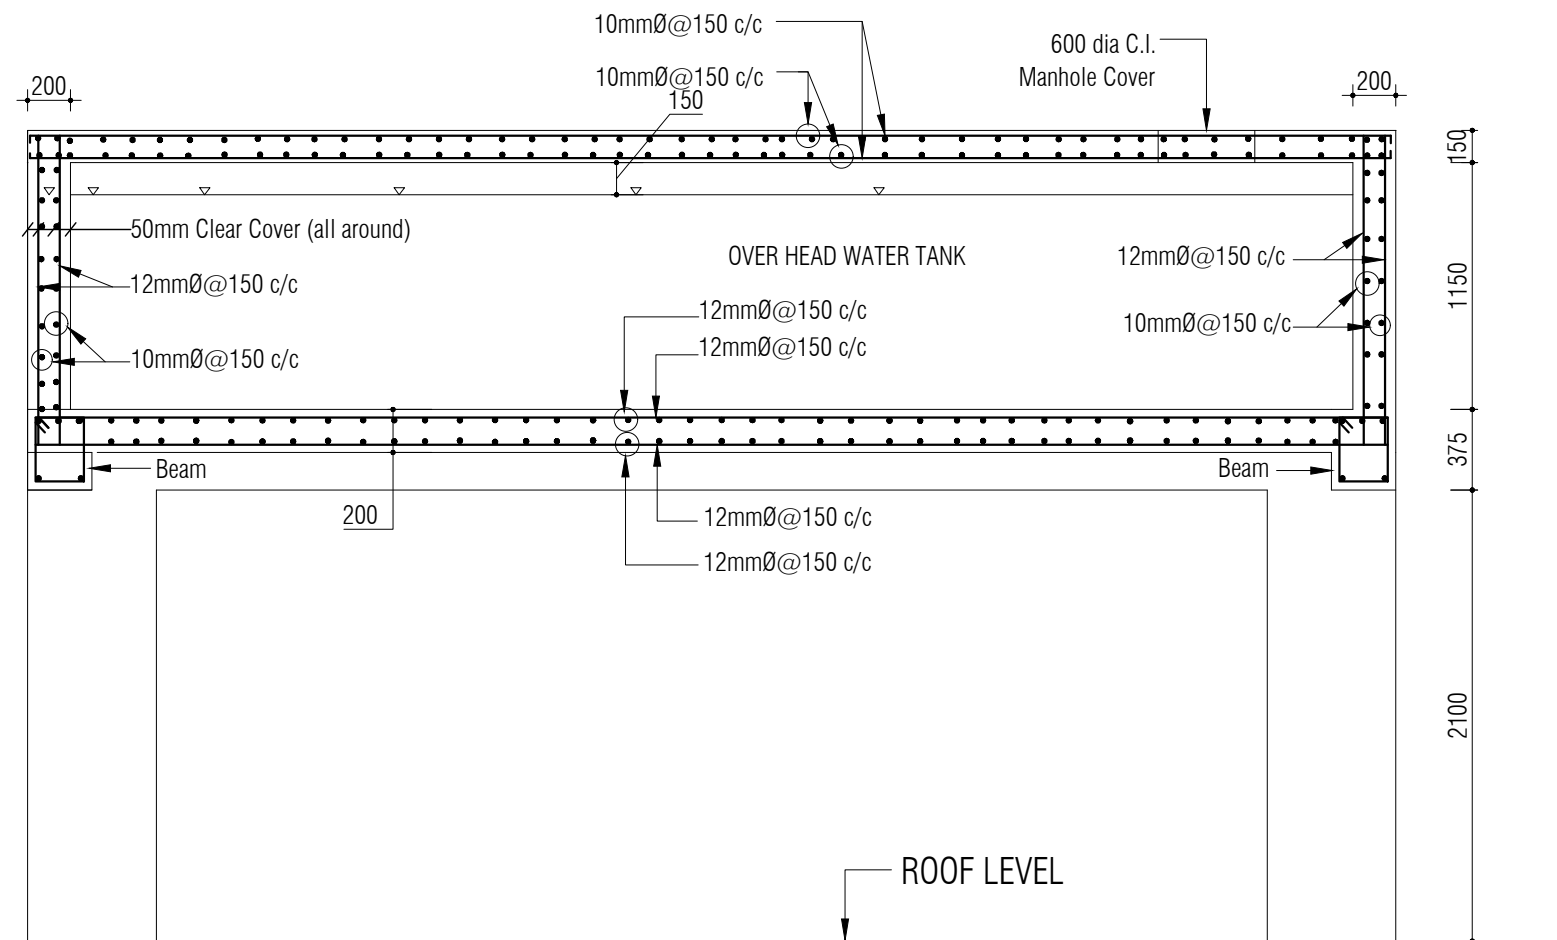 10mmØ@150 c/c
600 dia C.I.
Manhole Cover
10mmØ@150 c/c
200
150
200
150
50mm Clear Cover (all around)
OVER HEAD WATER TANK
12mmØ@150 c/c
12mmØ@150 c/c
1150
12mmØ@150 c/c
10mmØ@150 c/c
12mmØ@150 c/c
10mmØ@150 c/c
375
Beam
Beam
200
12mmØ@150 c/c
12mmØ@150 c/c
2100
ROOF LEVEL